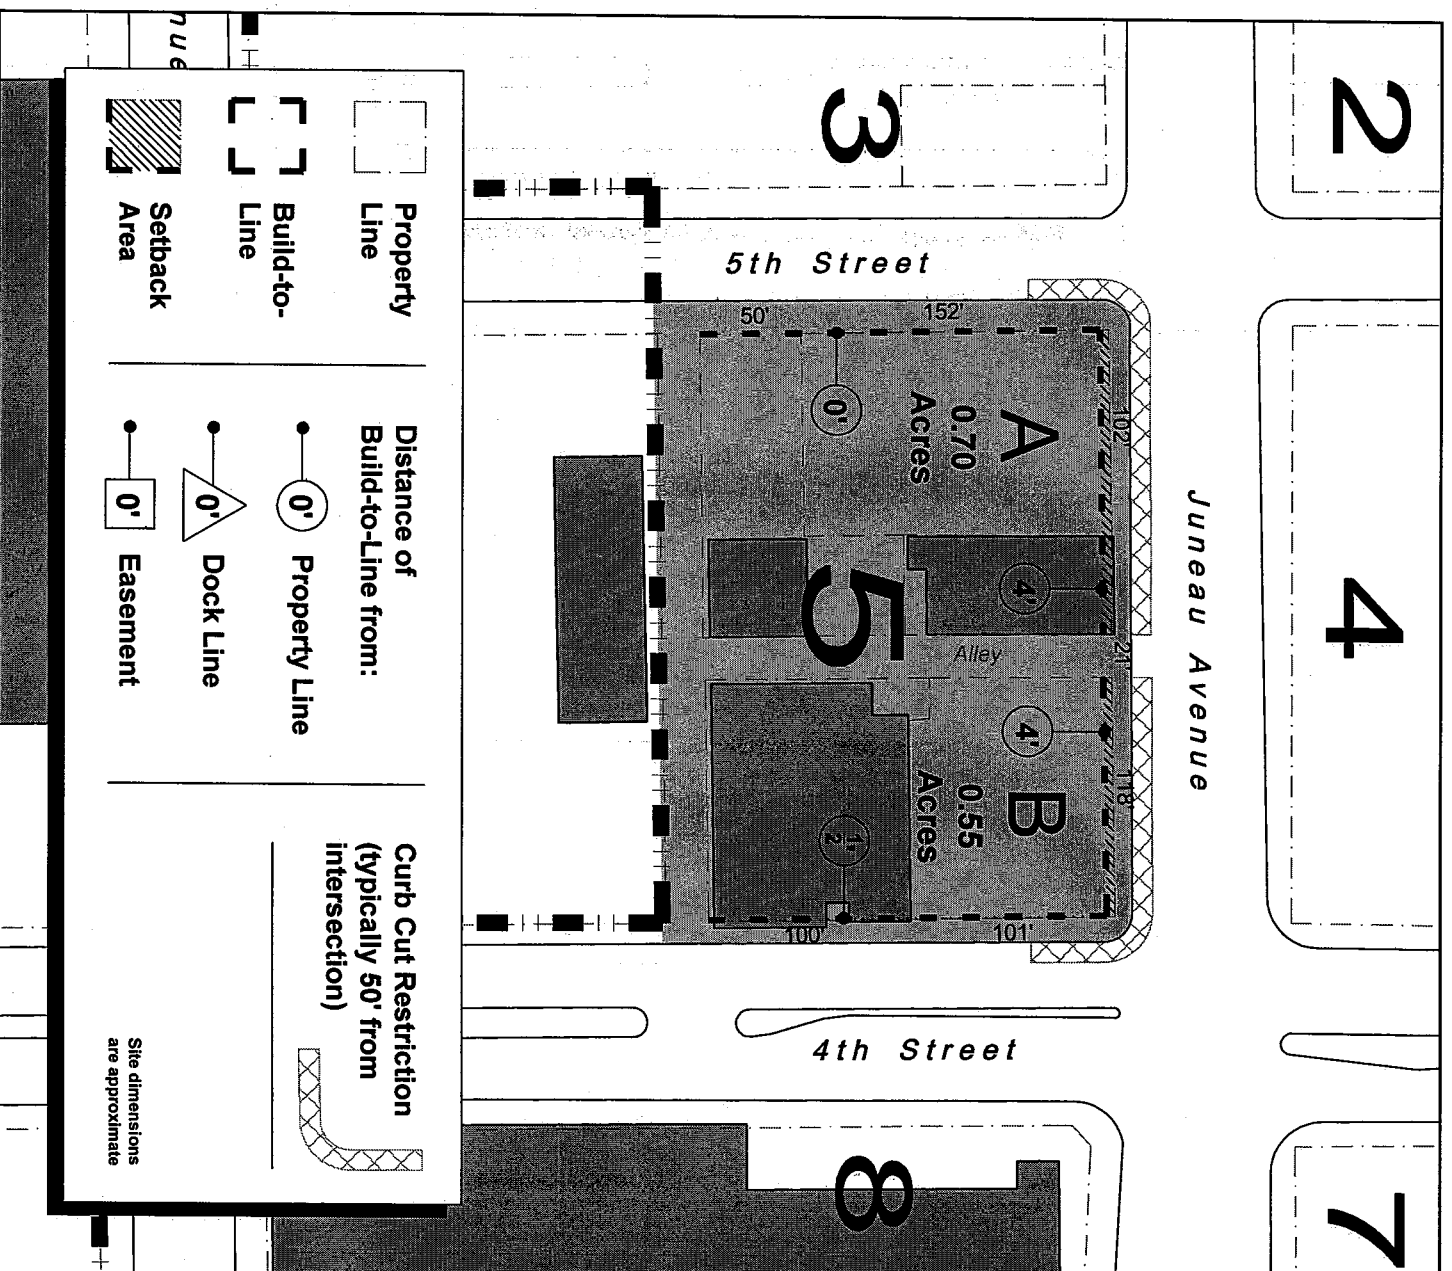 2
4
7
Juneau Avenue
3
5th Street
50'
152'
102'
A
0.70
Acres
0'
5
4'
Alley
21'
4'
118'
B
0.55
Acres
1'
2
100'
101'
4th Street
8
nue
Property
Line
Build-to-
Line
Setback
Area
Distance of
Build-to-Line from:
0' Property Line
0' Dock Line
0' Easement
Curb Cut Restriction
(typically 50' from
intersection)
Site dimensions
are approximate